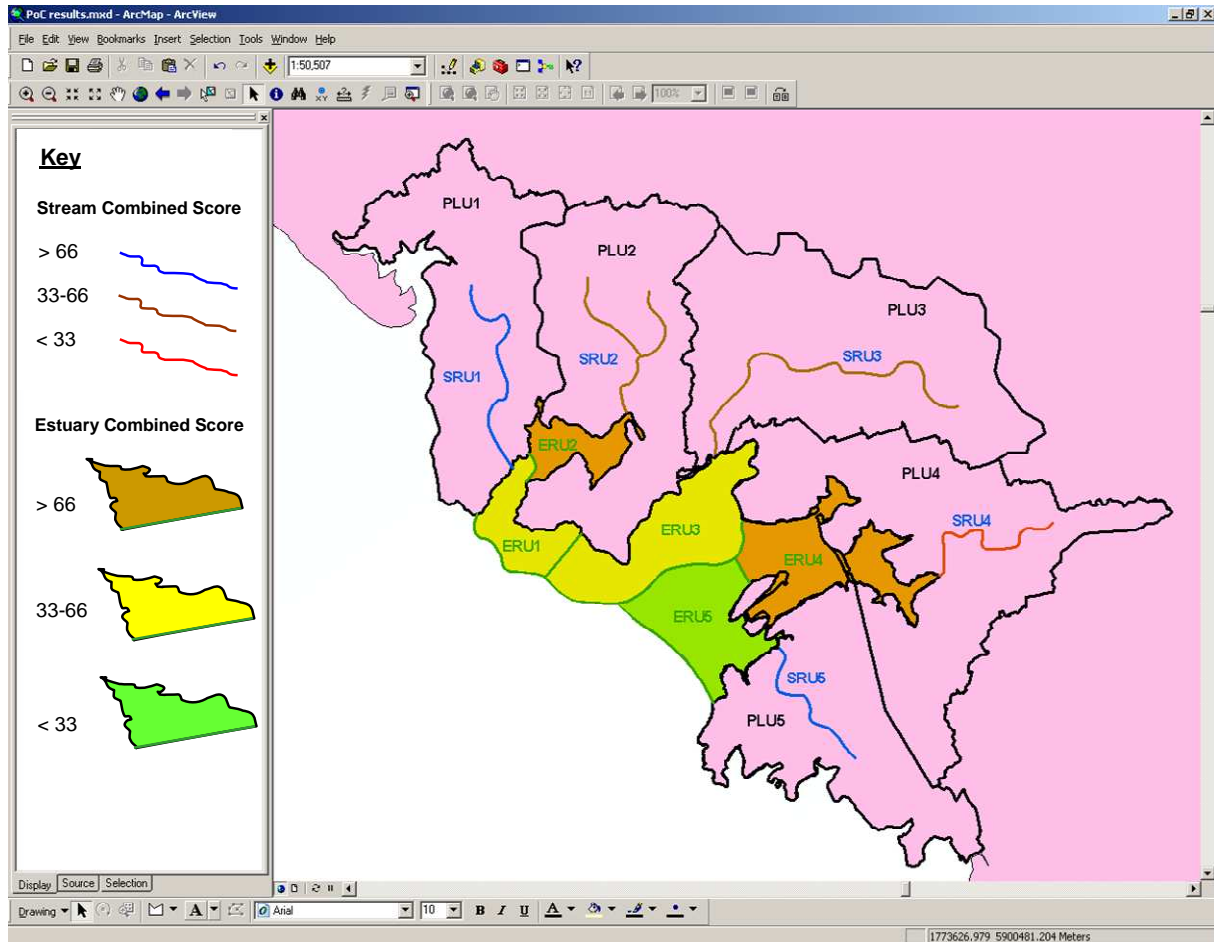 PoC results.mxd - ArcMap - ArcView
File Edit View Bookmarks Insert Selection Tools Window Help
1:50,507
100%
Key
Stream Combined Score
> 66
33-66
< 33
Estuary Combined Score
> 66
33-66
< 33
PLU1
PLU2
PLU3
SRU1
SRU2
SRU3
ERU2
PLU4
SRU4
ERU1
ERU3
ERU4
ERU5
SRU5
PLU5
Display Source Selection
Drawing A Arial 10 B I U A
1773626.979 5900481.204 Meters